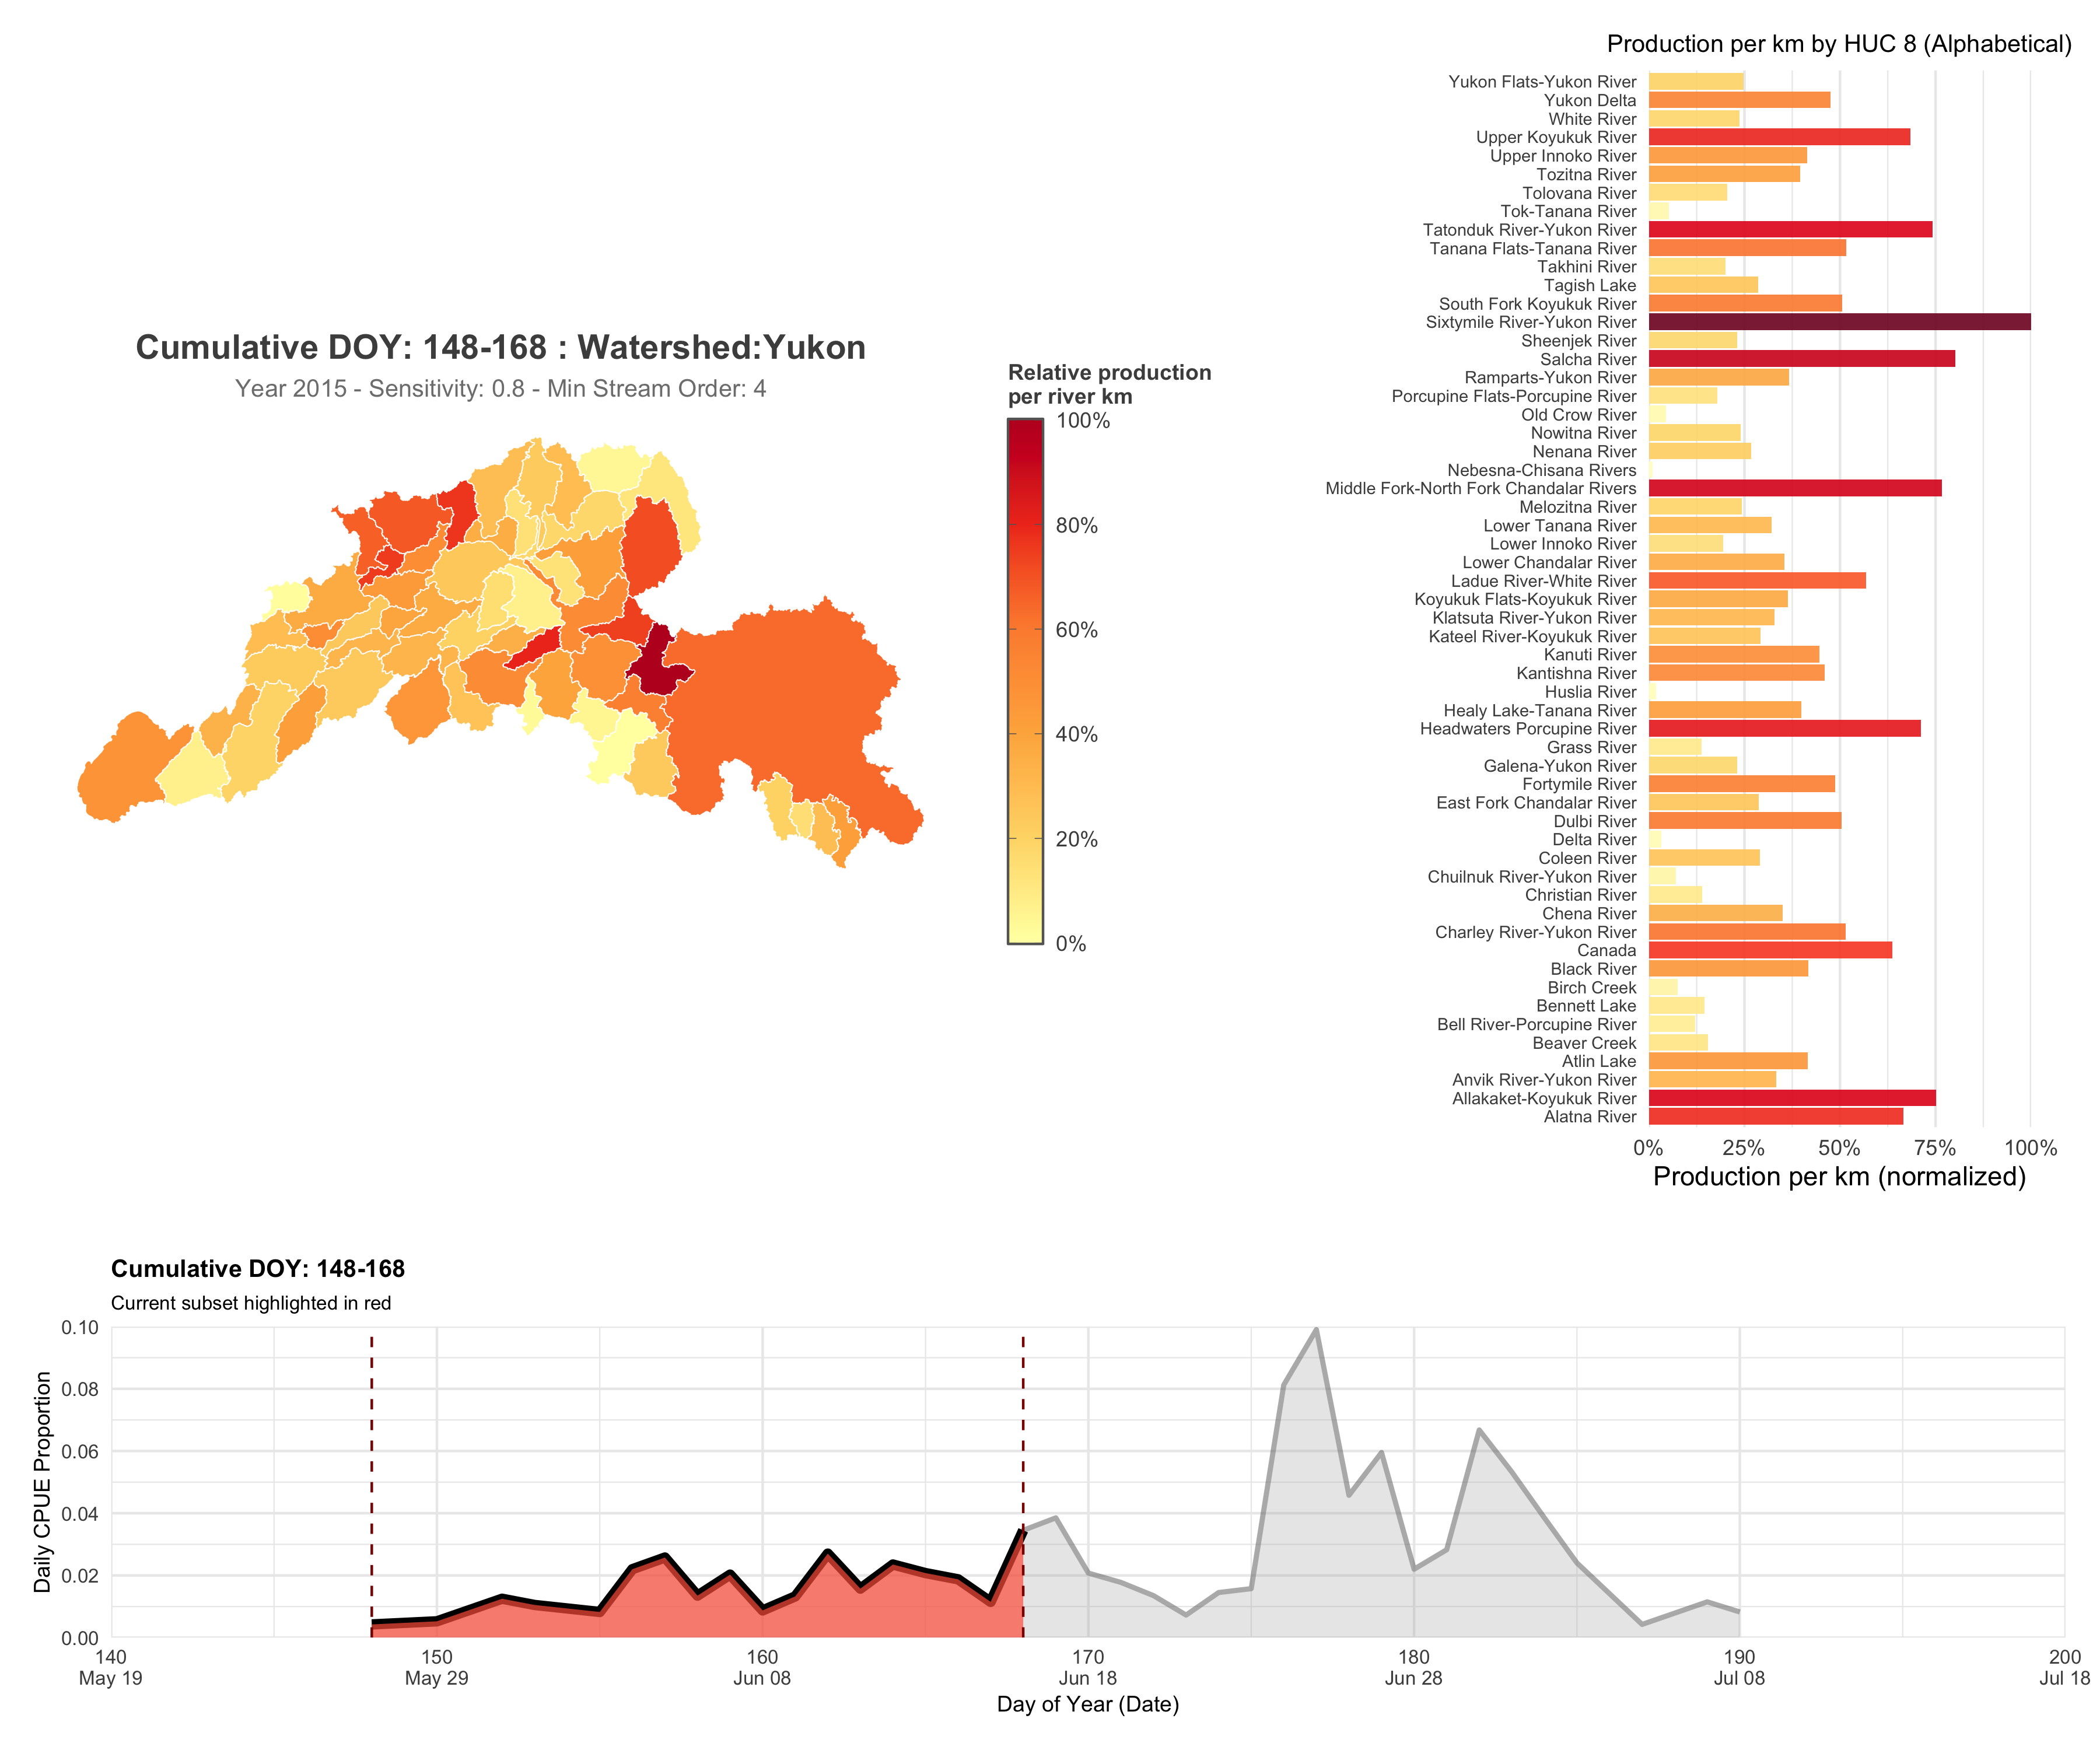 Production per km by HUC 8 (Alphabetical)
Yukon Flats-Yukon River
Yukon Delta
White River
Upper Koyukuk River
Upper Innoko River
Tozitna River
Tolovana River
Tok-Tanana River
Tatonduk River-Yukon River
Tanana Flats-Tanana River
Takhini River
Tagish Lake
South Fork Koyukuk River
Sixtymile River-Yukon River
Sheenjek River
Salcha River
Ramparts-Yukon River
Porcupine Flats-Porcupine River
Old Crow River
Nowitna River
Nenana River
Nebesna-Chisana Rivers
Middle Fork-North Fork Chandalar Rivers
Melozitna River
Lower Tanana River
Lower Innoko River
Lower Chandalar River
Ladue River-White River
Koyukuk Flats-Koyukuk River
Klatsuta River-Yukon River
Kateel River-Koyukuk River
Kanuti River
Kantishna River
Huslia River
Healy Lake-Tanana River
Headwaters Porcupine River
Grass River
Galena-Yukon River
Fortymile River
East Fork Chandalar River
Dulbi River
Delta River
Coleen River
Chuilnuk River-Yukon River
Christian River
Chena River
Charley River-Yukon River
Canada
Black River
Birch Creek
Bennett Lake
Bell River-Porcupine River
Beaver Creek
Atlin Lake
Anvik River-Yukon River
Allakaket-Koyukuk River
Alatna River
0% 25% 50% 75% 100%
Production per km (normalized)
Cumulative DOY: 148-168 : Watershed:Yukon
Year 2015 - Sensitivity: 0.8 - Min Stream Order: 4
Relative production
per river km
100%
80%
60%
40%
20%
0%
Cumulative DOY: 148-168
Current subset highlighted in red
Daily CPUE Proportion
0.10
0.08
0.06
0.04
0.02
0.00
140 150 160 170 180 190 200
May 19 May 29 Jun 08 Jun 18 Jun 28 Jul 08 Jul 18
Day of Year (Date)